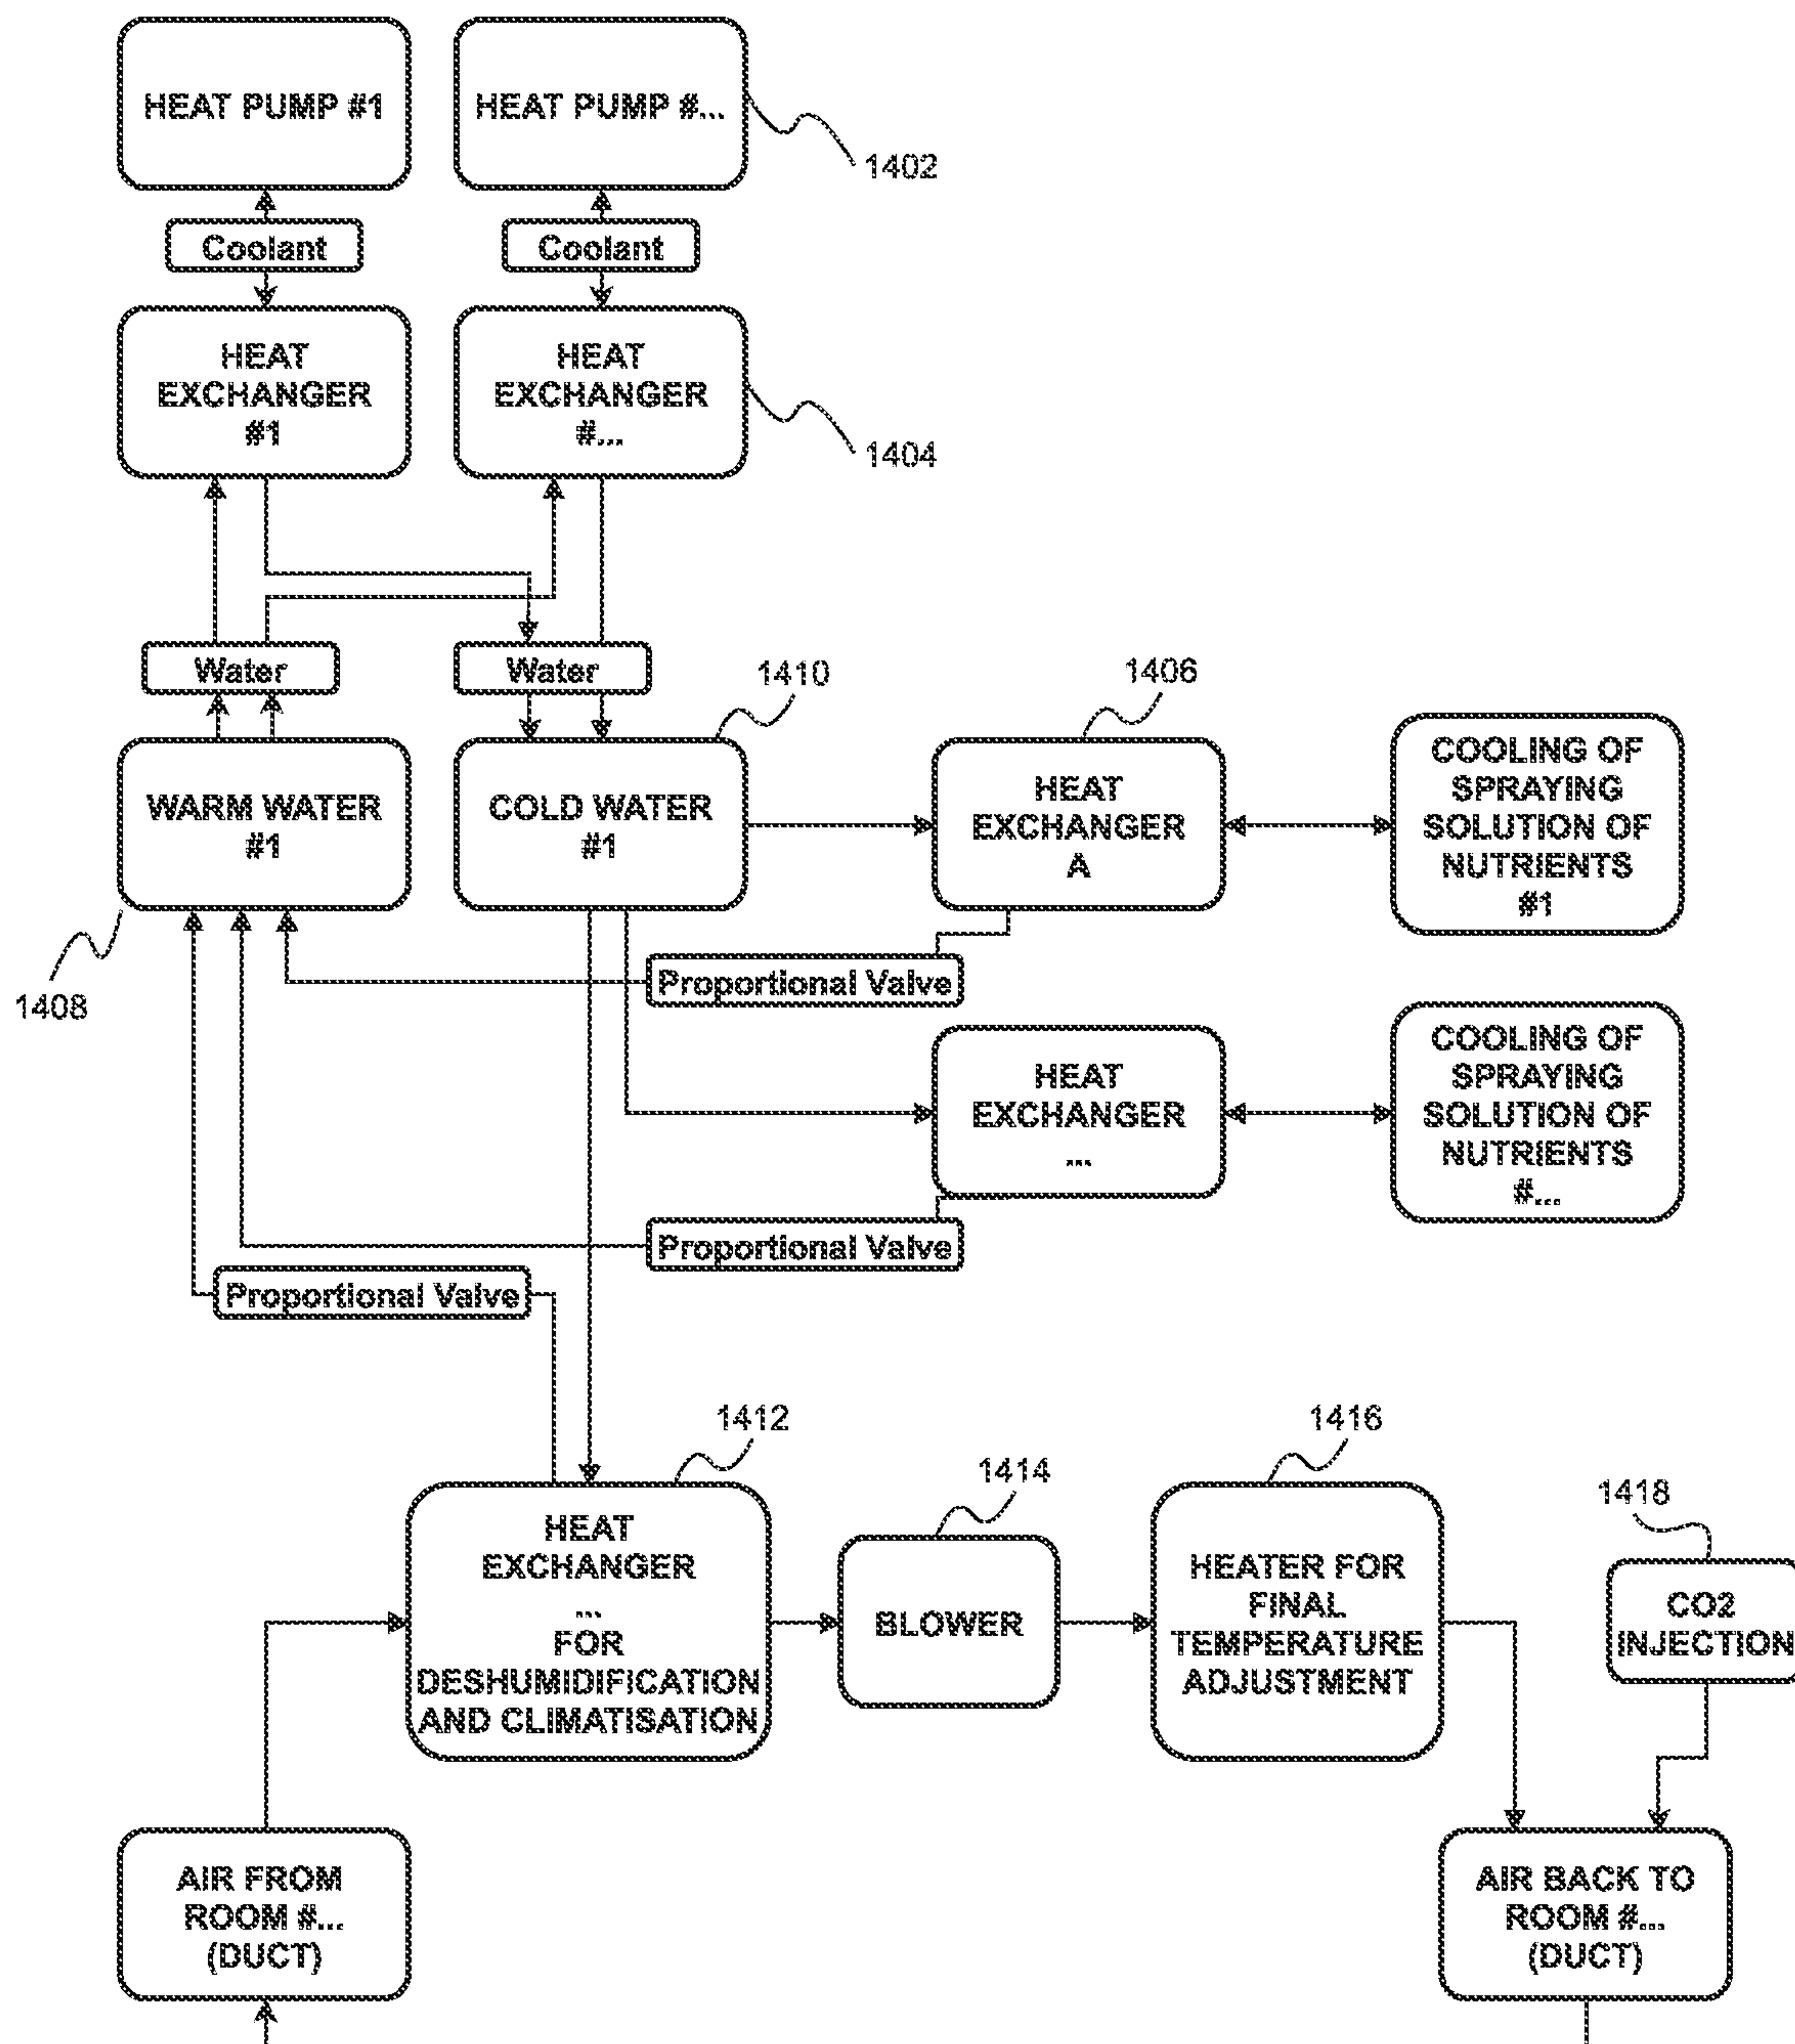 HEAT PUMP #1
HEAT PUMP #...
1402
Coolant
Coolant
HEAT
EXCHANGER
#1
HEAT
EXCHANGER
#...
1404
Water
Water
1410
1406
WARM WATER
#1
COLD WATER
#1
HEAT
EXCHANGER
A
COOLING OF
SPRAYING
SOLUTION OF
NUTRIENTS
#1
1408
Proportional Valve
HEAT
EXCHANGER
...
COOLING OF
SPRAYING
SOLUTION OF
NUTRIENTS
#...
Proportional Valve
Proportional Valve
1412
1414
1416
1418
HEAT
EXCHANGER
...
FOR
DESHUMIDIFICATION
AND CLIMATISATION
BLOWER
HEATER FOR
FINAL
TEMPERATURE
ADJUSTMENT
CO2
INJECTION
AIR FROM
ROOM #...
(DUCT)
AIR BACK TO
ROOM #...
(DUCT)